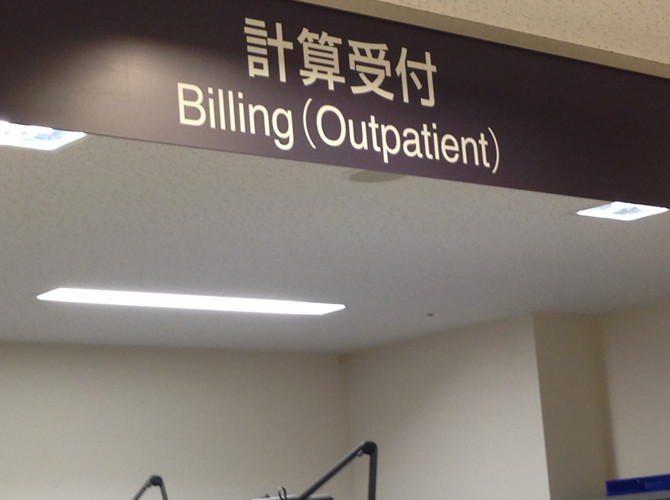 計算受付
Billing(Outpatient)